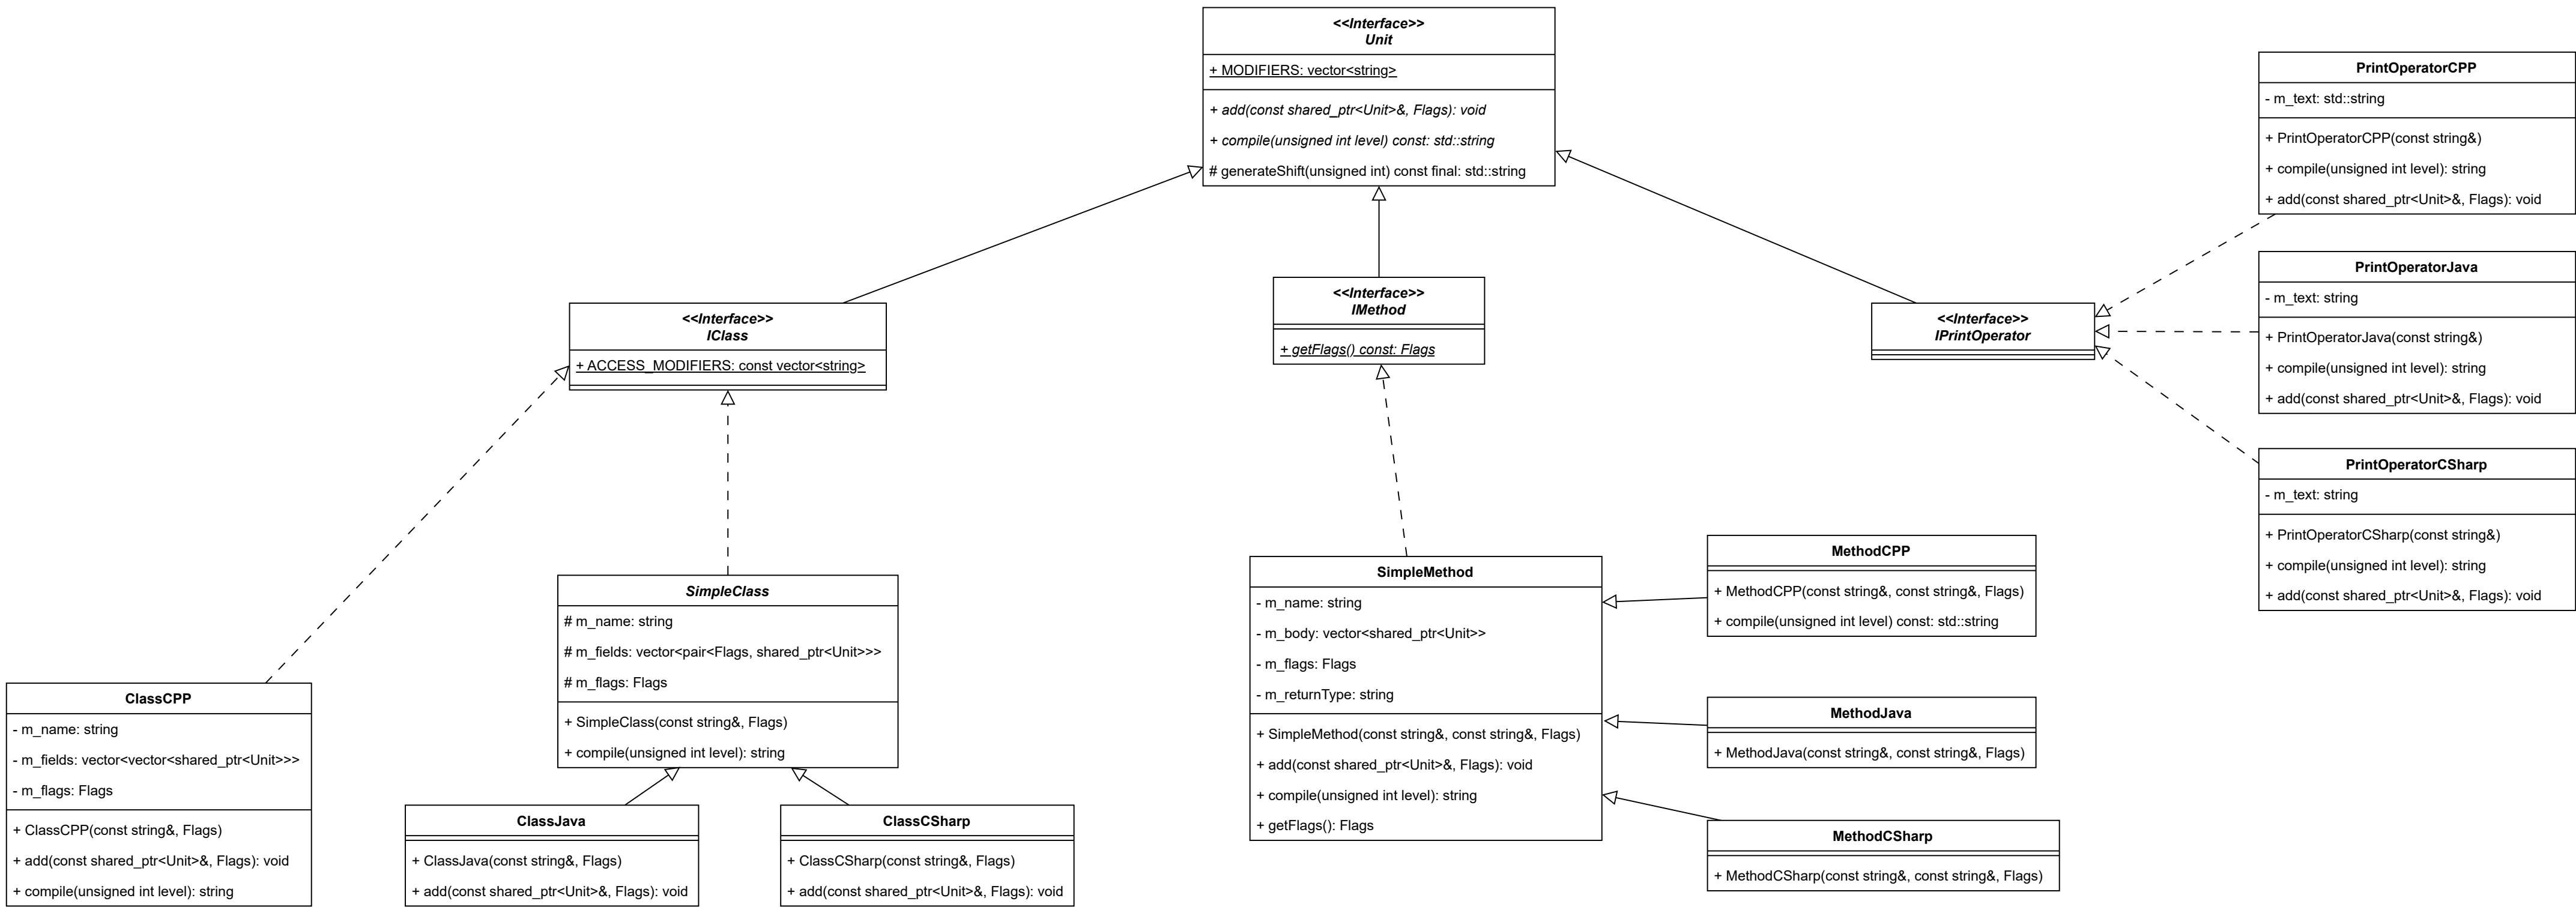 <<Interface>>
Unit
+ MODIFIERS: vector<string>
+ add(const shared_ptr<Unit>&, Flags): void
+ compile(unsigned int level) const: std::string
# generateShift(unsigned int) const final: std::string
PrintOperatorCPP
- m_text: std::string
+ PrintOperatorCPP(const string&)
+ compile(unsigned int level): string
+ add(const shared_ptr<Unit>&, Flags): void
PrintOperatorJava
- m_text: string
+ PrintOperatorJava(const string&)
+ compile(unsigned int level): string
+ add(const shared_ptr<Unit>&, Flags): void
<<Interface>>
IClass
+ ACCESS_MODIFIERS: const vector<string>
<<Interface>>
IMethod
+ getFlags() const: Flags
<<Interface>>
IPrintOperator
PrintOperatorCSharp
- m_text: string
+ PrintOperatorCSharp(const string&)
+ compile(unsigned int level): string
+ add(const shared_ptr<Unit>&, Flags): void
ClassCPP
- m_name: string
- m_fields: vector<vector<shared_ptr<Unit>>>
- m_flags: Flags
+ ClassCPP(const string&, Flags)
+ add(const shared_ptr<Unit>&, Flags): void
+ compile(unsigned int level): string
SimpleClass
# m_name: string
# m_fields: vector<pair<Flags, shared_ptr<Unit>>>
# m_flags: Flags
+ SimpleClass(const string&, Flags)
+ compile(unsigned int level): string
ClassJava
+ ClassJava(const string&, Flags)
+ add(const shared_ptr<Unit>&, Flags): void
ClassCSharp
+ ClassCSharp(const string&, Flags)
+ add(const shared_ptr<Unit>&, Flags): void
SimpleMethod
- m_name: string
- m_body: vector<shared_ptr<Unit>>
- m_flags: Flags
- m_returnType: string
+ SimpleMethod(const string&, const string&, Flags)
+ add(const shared_ptr<Unit>&, Flags): void
+ compile(unsigned int level): string
+ getFlags(): Flags
MethodCPP
+ MethodCPP(const string&, const string&, Flags)
+ compile(unsigned int level) const: std::string
MethodJava
+ MethodJava(const string&, const string&, Flags)
MethodCSharp
+ MethodCSharp(const string&, const string&, Flags)